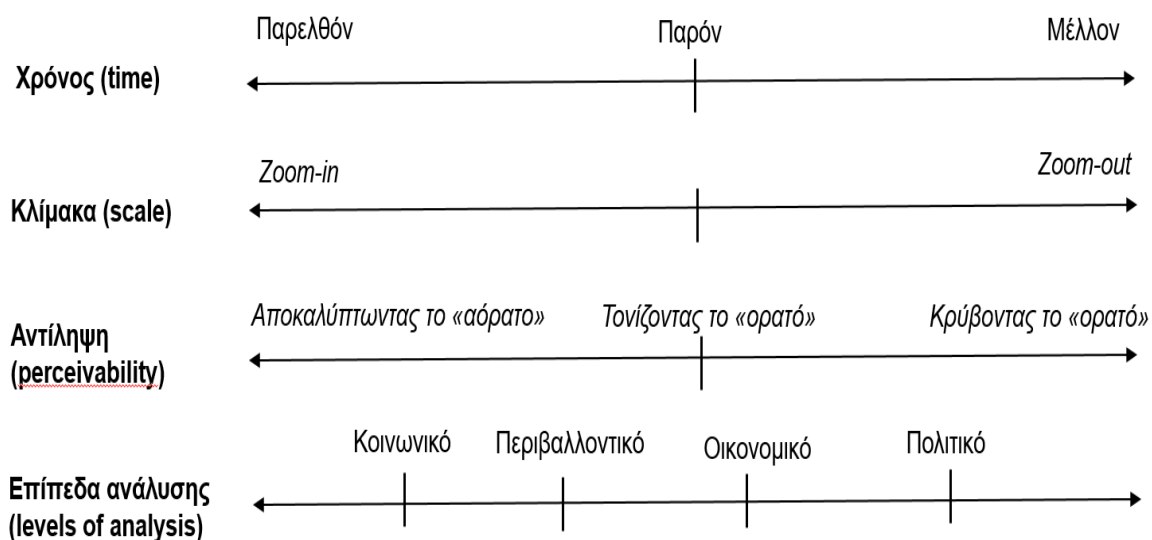 Παρελθόν Παρόν Μέλλον
Χρόνος (time)
Zoom-in Zoom-out
Κλίμακα (scale)
Αποκαλύπτωντας το «αόρατο» Τονίζοντας το «ορατό» Κρύβοντας το «ορατό»
Αντίληψη
(perceivability)
Κοινωνικό Περιβαλλοντικό Οικονομικό Πολιτικό
Επίπεδα ανάλυσης
(levels of analysis)